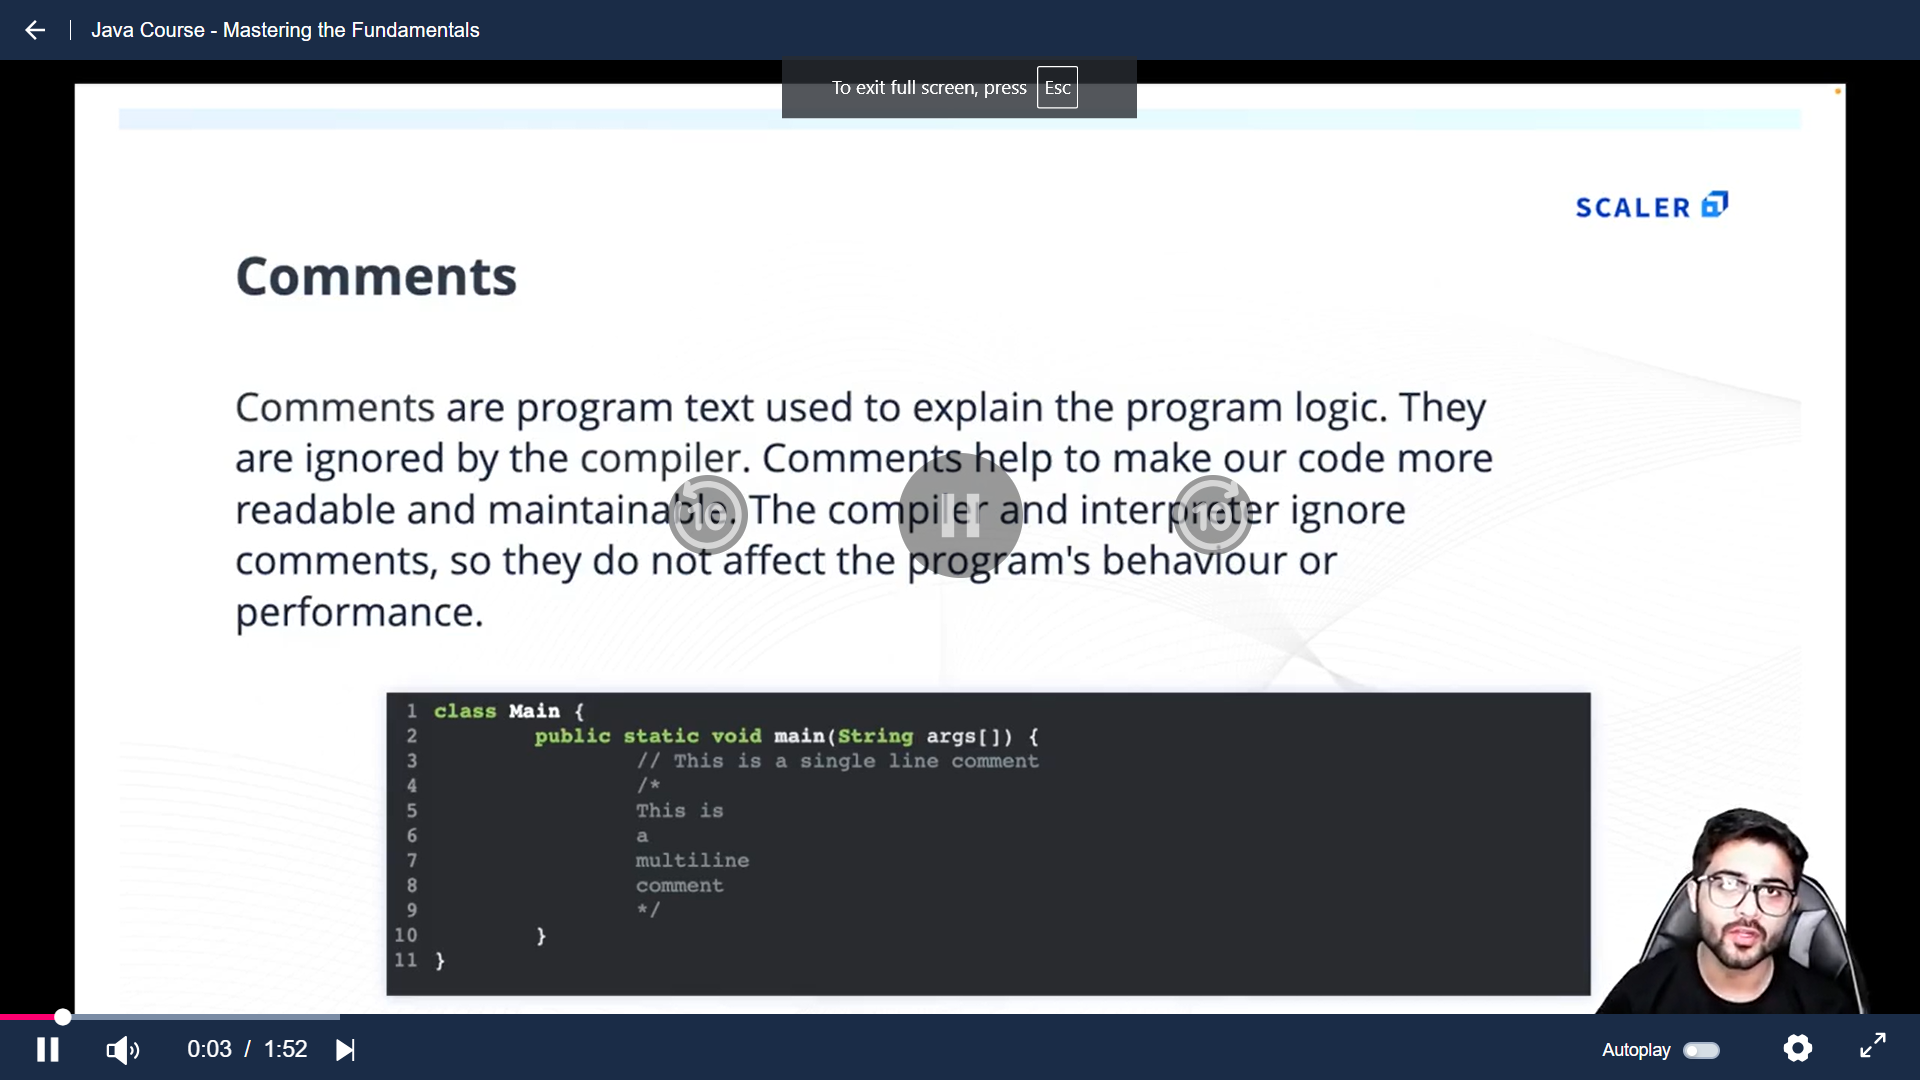 Java Course - Mastering the Fundamentals
To exit full screen, press Esc
SCALER
Comments
Comments are program text used to explain the program logic. They
are ignored by the compiler. Comments help to make our code more
readable and maintainable. The compiler and interpreter ignore
comments, so they do not affect the program's behaviour or
performance.
10
10
1 class Main {
2 public static void main(String args[]) {
3 // This is a single line comment
4 /*
5 This is
6 a
7 multiline
8 comment
9 */
10 }
11 }
0:03 / 1:52
Autoplay